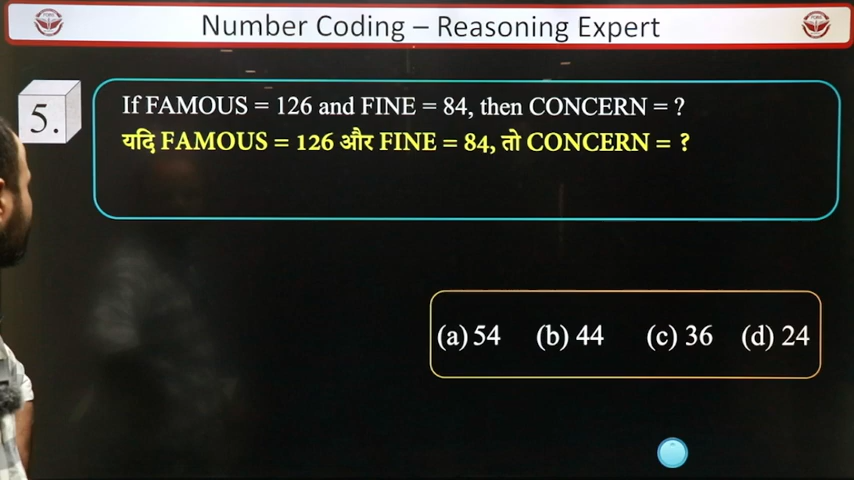 Number Coding – Reasoning Expert
5.
If FAMOUS = 126 and FINE = 84, then CONCERN = ?
यदि FAMOUS = 126 और FINE = 84, तो CONCERN = ?
(a) 54 (b) 44 (c) 36 (d) 24